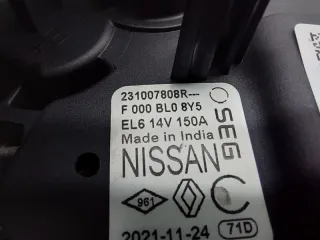 231007808R---
F 000 BL0 8Y5
EL6 14V 150A
Made in India
SEG
NISSAN
961
C
2021-11-24 71D